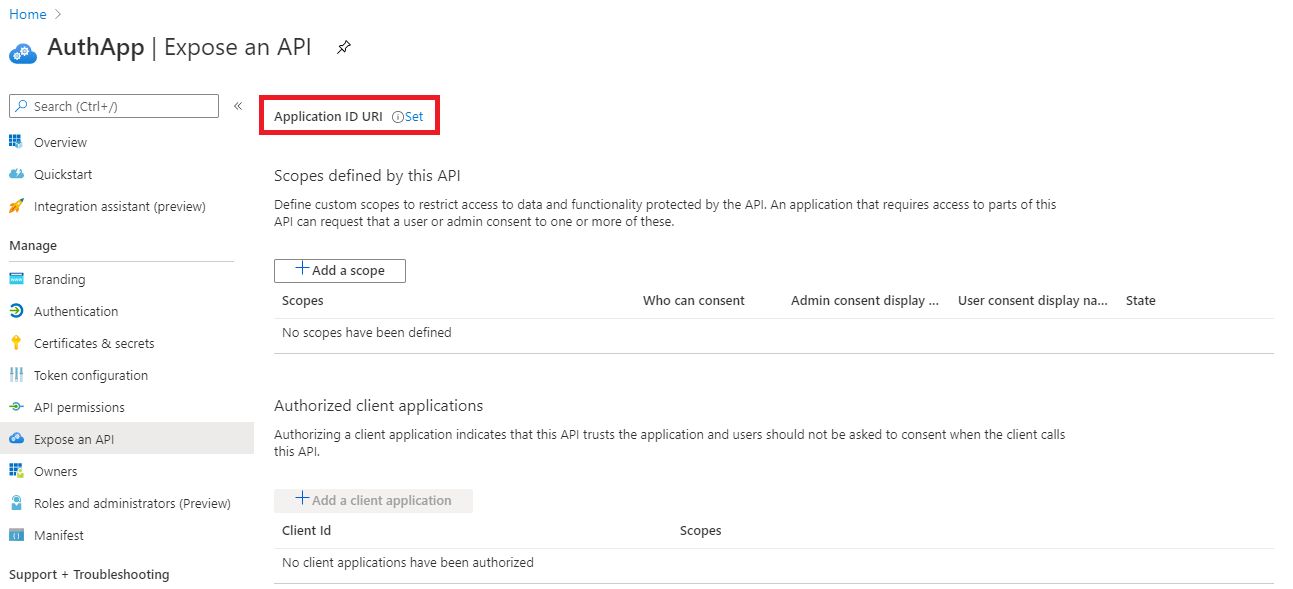 Home
AuthApp | Expose an API
Search (Ctrl+/)
«
Overview
Quickstart
Integration assistant (preview)
Manage
Branding
Authentication
Certificates & secrets
Token configuration
API permissions
Expose an API
Owners
Roles and administrators (Preview)
Manifest
Support + Troubleshooting
Application ID URI Set
Scopes defined by this API
Define custom scopes to restrict access to data and functionality protected by the API. An application that requires access to parts of this
API can request that a user or admin consent to one or more of these.
Add a scope
Scopes Who can consent Admin consent display ... User consent display na... State
No scopes have been defined
Authorized client applications
Authorizing a client application indicates that this API trusts the application and users should not be asked to consent when the client calls
this API.
Add a client application
Client Id Scopes
No client applications have been authorized